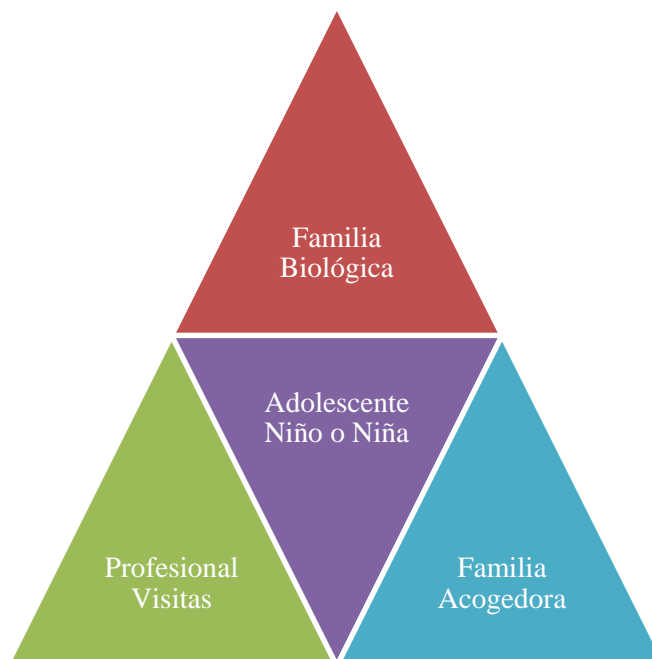 Familia
Biológica
Adolescente
Niño o Niña
Profesional
Visitas
Familia
Acogedora